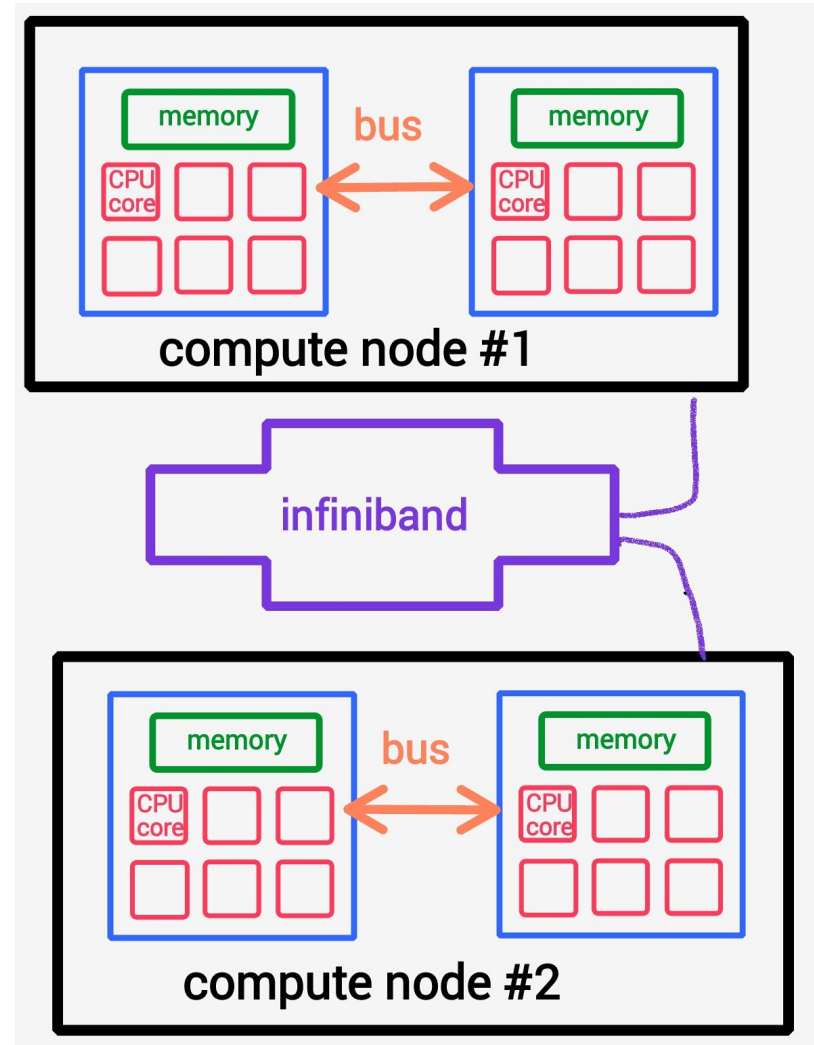 memory
bus
memory
CPU
core
CPU
core
compute node #1
infiniband
memory
bus
memory
CPU
core
CPU
core
compute node #2